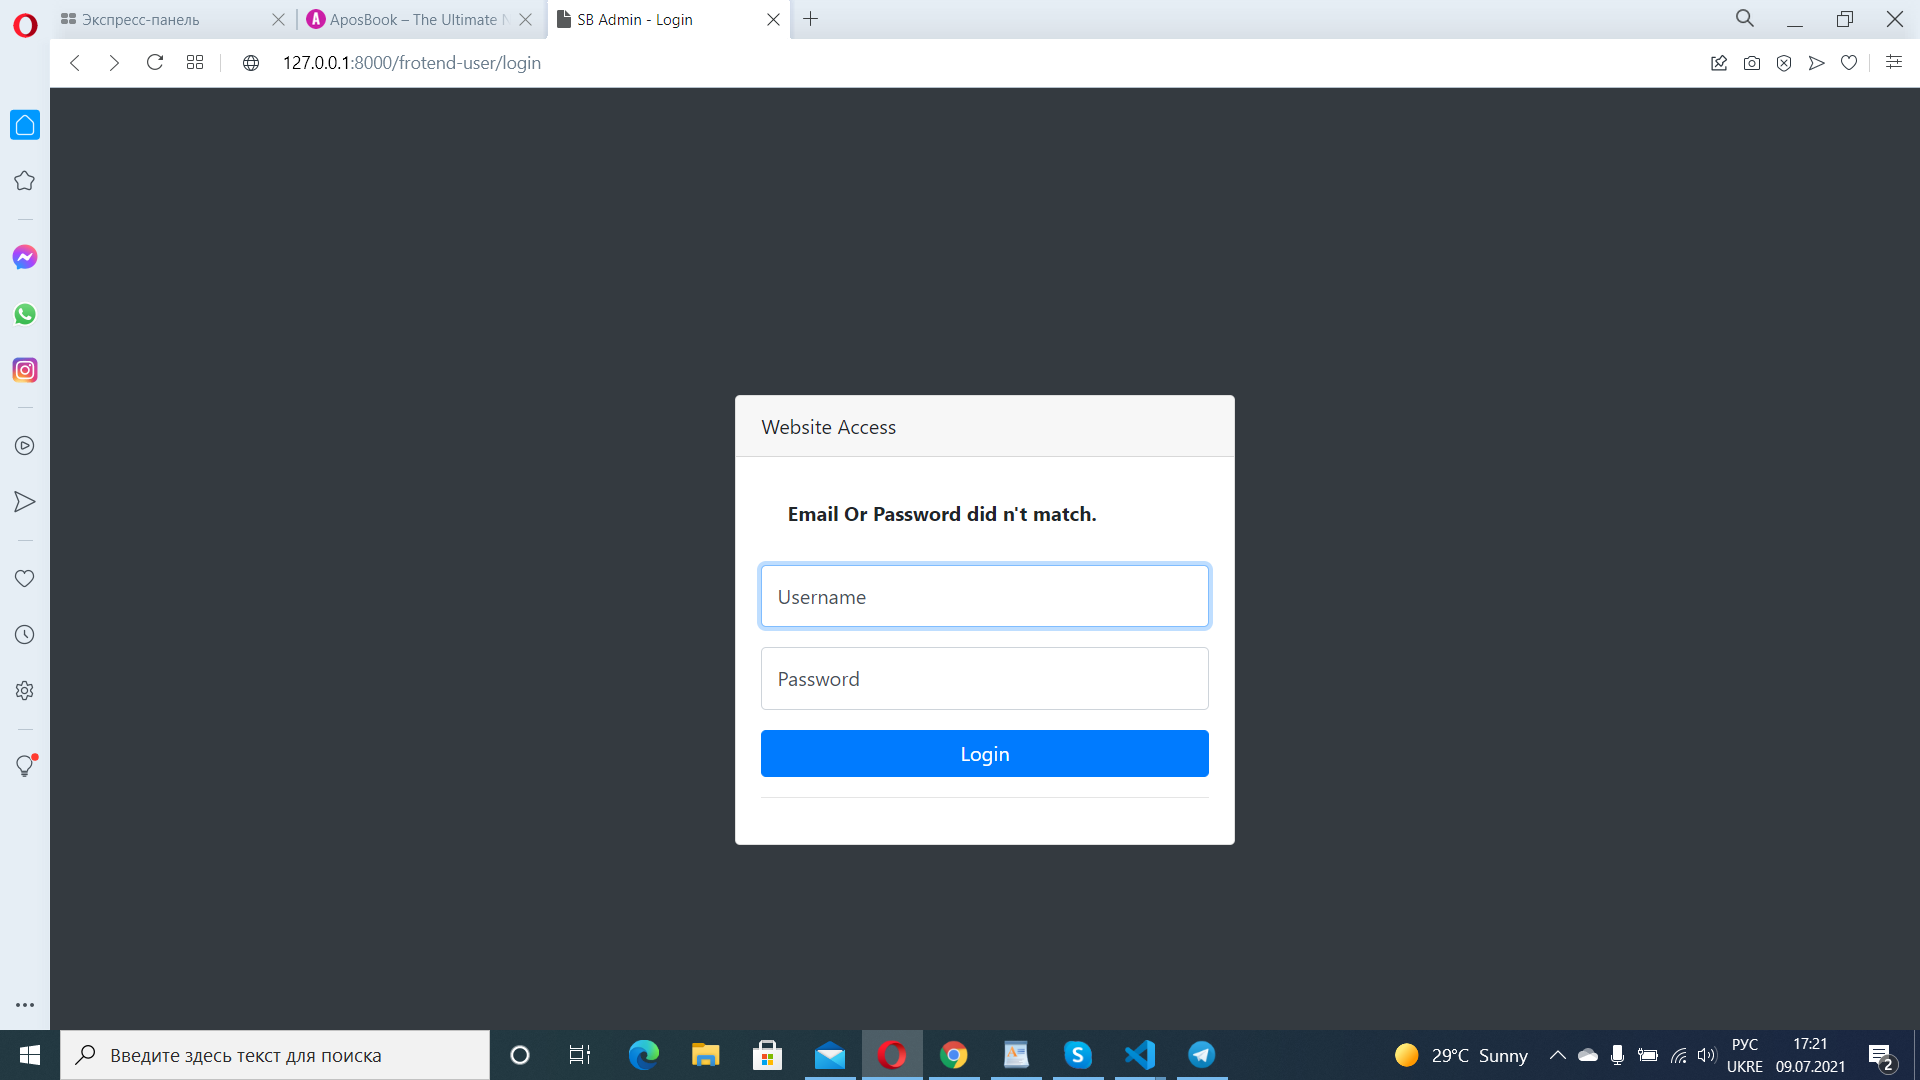 Экспресс-панель
AposBook – The Ultimate
SB Admin - Login
127.0.0.1:8000/frotend-user/login
Website Access
Email Or Password did n't match.
Username
Password
Login
Введите здесь текст для поиска
29°C Sunny
РУС
UKRE
17:21
09.07.2021
2